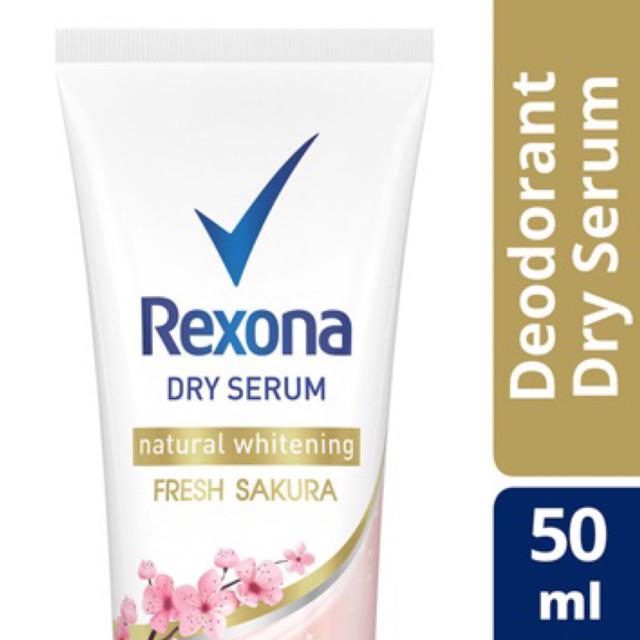 Rexona
DRY SERUM
natural whitening
FRESH SAKURA
Deodorant
Dry Serum
50
ml